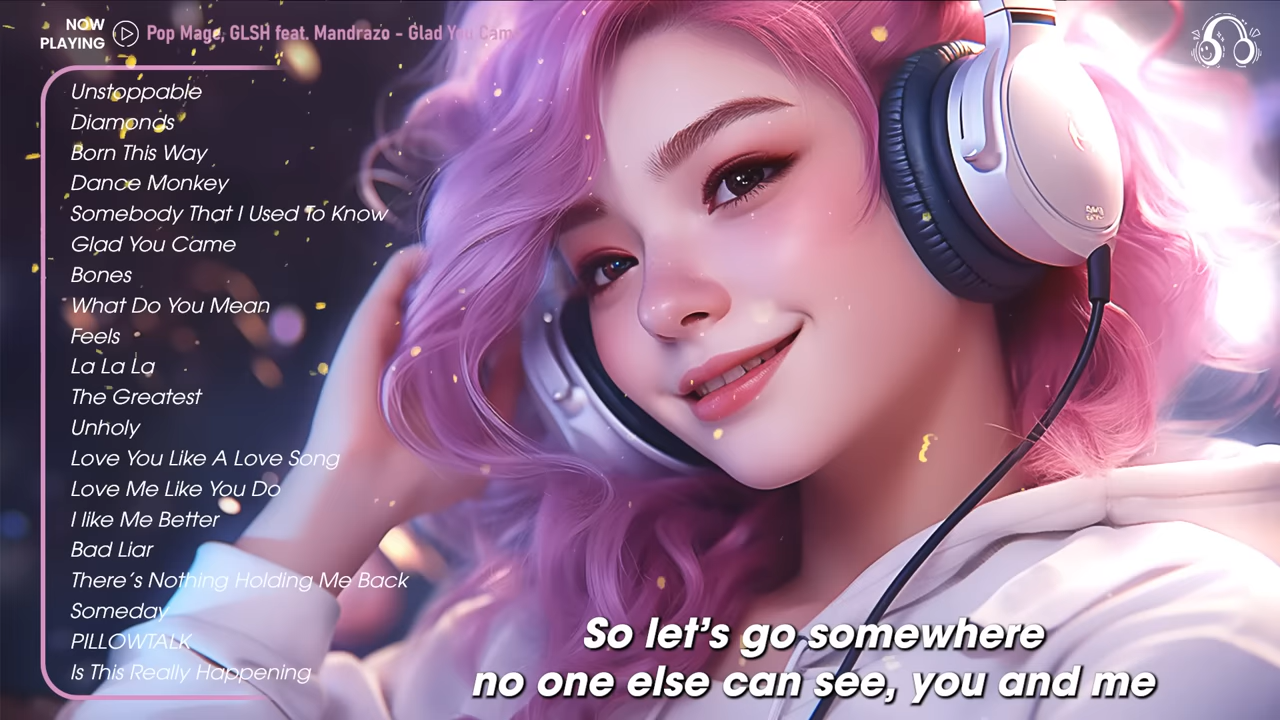 NOW
PLAYING
Pop Mage, GLSH feat. Mandrazo - Glad You Came
Unstoppable
Diamonds
Born This Way
Dance Monkey
Somebody That I Used To Know
Glad You Came
Bones
What Do You Mean
Feels
La La La
The Greatest
Unholy
Love You Like A Love Song
Love Me Like You Do
I like Me Better
Bad Liar
There's Nothing Holding Me Back
Someday
PILLOWTALK
Is This Really Happening
So let's go somewhere
no one else can see, you and me